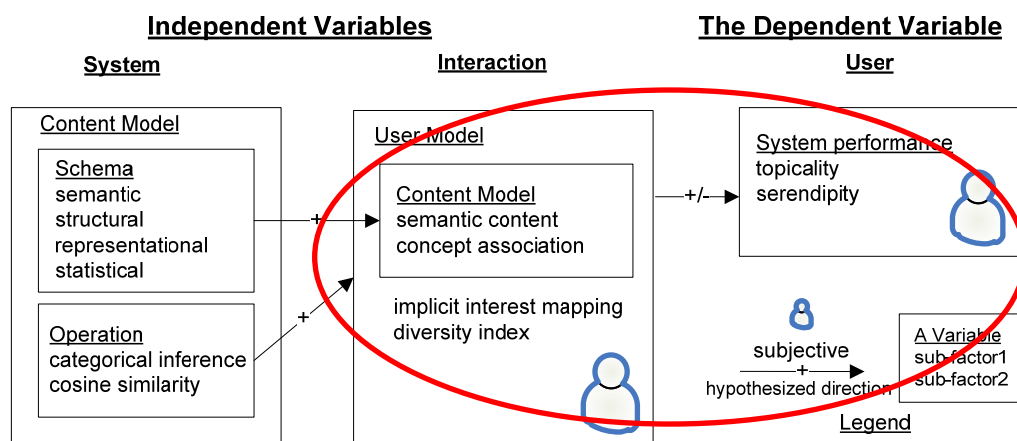 Independent Variables
The Dependent Variable
System
Interaction
User
Content Model
Schema
semantic
structural
representational
statistical
Operation
categorical inference
cosine similarity
+
+
User Model
Content Model
semantic content
concept association
implicit interest mapping
diversity index
+/-
System performance
topicality
serendipity
subjective
+
hypothesized direction
A Variable
sub-factor1
sub-factor2
Legend